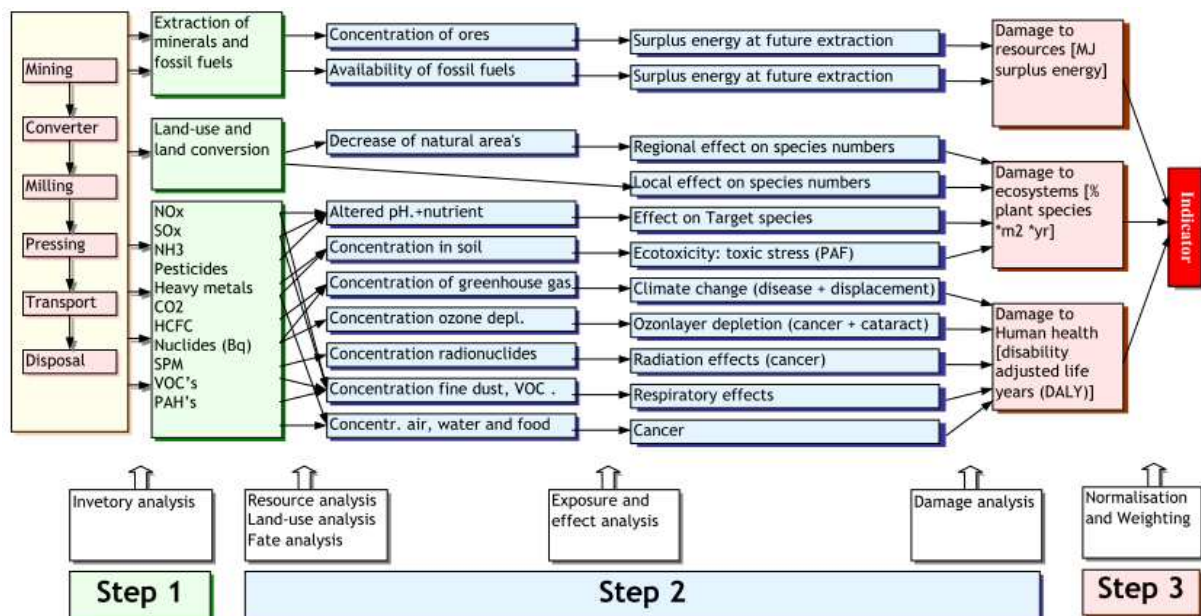 Mining
Converter
Milling
Pressing
Transport
Disposal
Extraction of
minerals and
fossil fuels
Land-use and
land conversion
NOx
SOx
NH3
Pesticides
Heavy metals
CO2
HCFC
Nuclides (Bq)
SPM
VOC's
PAH's
Concentration of ores
Availability of fossil fuels
Decrease of natural area's
Altered pH.+nutrient
Concentration in soil
Concentration of greenhouse gas
Concentration ozone depl.
Concentration radionuclides
Concentration fine dust, VOC .
Concentr. air, water and food
Surplus energy at future extraction
Surplus energy at future extraction
Regional effect on species numbers
Local effect on species numbers
Effect on Target species
Ecotoxicity: toxic stress (PAF)
Climate change (disease + displacement)
Ozonlayer depletion (cancer + cataract)
Radiation effects (cancer)
Respiratory effects
Cancer
Damage to
resources [MJ
surplus energy]
Damage to
ecosystems [%
plant species
*m2 *yr]
Damage to
Human health
[disability
adjusted life
years (DALY)]
Indicator
Invetory analysis
Resource analysis
Land-use analysis
Fate analysis
Exposure and
effect analysis
Damage analysis
Normalisation
and Weighting
Step 1
Step 2
Step 3